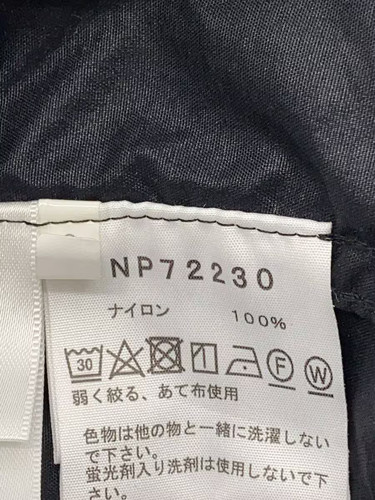 NP72230
ナイロン 100%
30 F W
弱く絞る、あて布使用
色物は他の物と一緒に洗濯しない
で下さい。
蛍光剤入り洗剤は使用しないで下
さい。